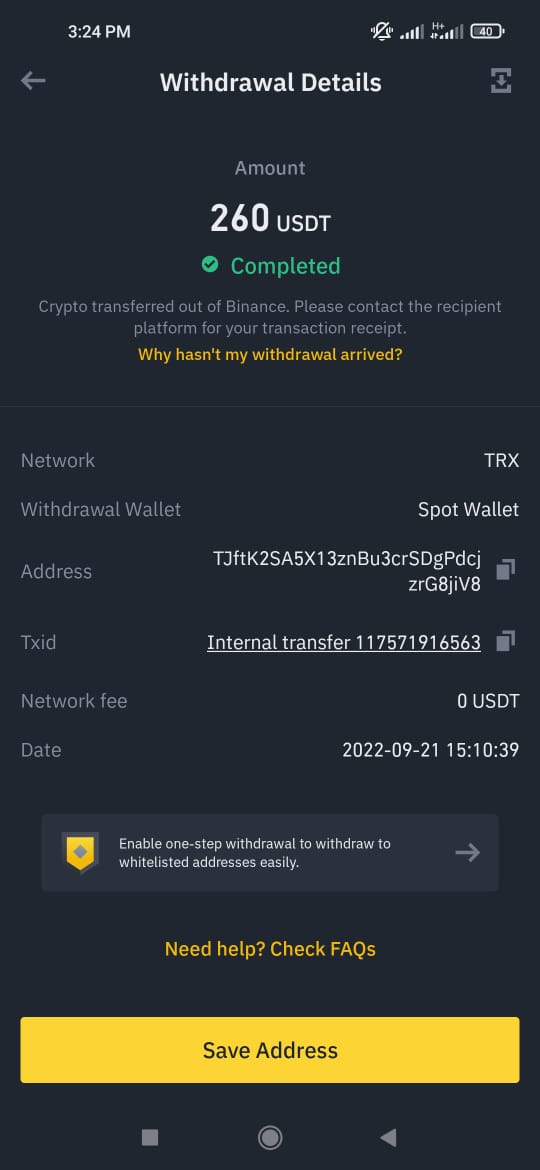 3:24 PM
H+
40
Withdrawal Details
Amount
260 USDT
Completed
Crypto transferred out of Binance. Please contact the recipient
platform for your transaction receipt.
Why hasn't my withdrawal arrived?
Network TRX
Withdrawal Wallet Spot Wallet
Address TJftK2SA5X13znBu3crSDgPdcj
zrG8jiV8
Txid Internal transfer 117571916563
Network fee 0 USDT
Date 2022-09-21 15:10:39
Enable one-step withdrawal to withdraw to
whitelisted addresses easily.
Need help? Check FAQs
Save Address